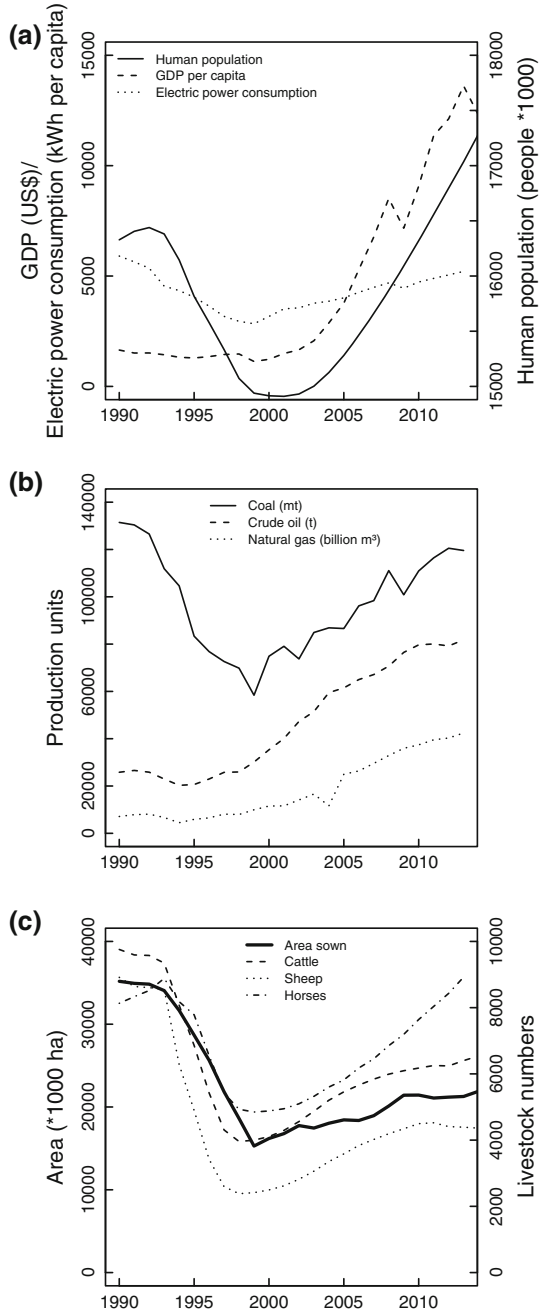 (a)
Human population
GDP per capita
Electric power consumption
GDP (US$)/
Electric power consumption (kWh per capita)
0
5000
10000
15000
Human population (people *1000)
15000
16000
17000
18000
1990
1995
2000
2005
2010
(b)
Coal (mt)
Crude oil (t)
Natural gas (billion m³)
Production units
0
20000
60000
100000
140000
1990
1995
2000
2005
2010
(c)
Area sown
Cattle
Sheep
Horses
Area (*1000 ha)
0
10000
20000
30000
40000
Livestock numbers
0
2000
4000
6000
8000
10000
1990
1995
2000
2005
2010